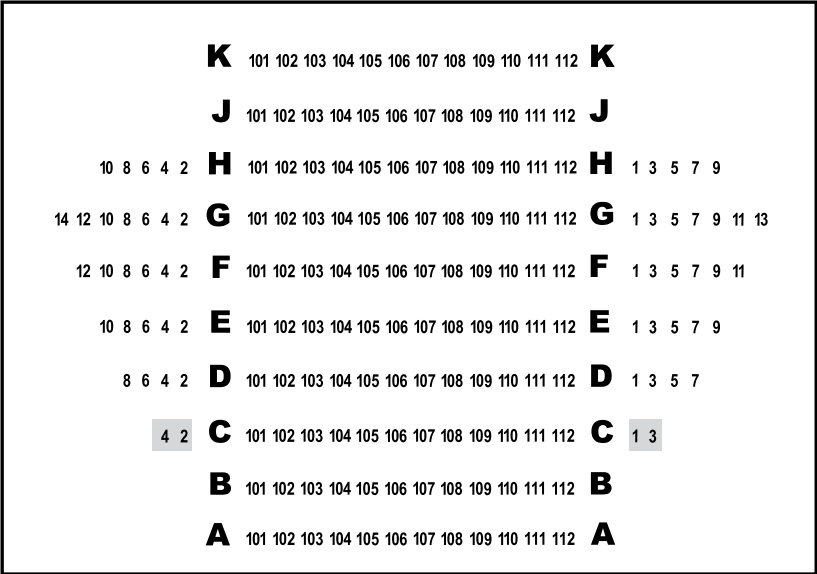 K 101 102 103 104 105 106 107 108 109 110 111 112 K
J 101 102 103 104 105 106 107 108 109 110 111 112 J
10 8 6 4 2 H 101 102 103 104 105 106 107 108 109 110 111 112 H 1 3 5 7 9
14 12 10 8 6 4 2 G 101 102 103 104 105 106 107 108 109 110 111 112 G 1 3 5 7 9 11 13
12 10 8 6 4 2 F 101 102 103 104 105 106 107 108 109 110 111 112 F 1 3 5 7 9 11
10 8 6 4 2 E 101 102 103 104 105 106 107 108 109 110 111 112 E 1 3 5 7 9
8 6 4 2 D 101 102 103 104 105 106 107 108 109 110 111 112 D 1 3 5 7
4 2 C 101 102 103 104 105 106 107 108 109 110 111 112 C 1 3
B 101 102 103 104 105 106 107 108 109 110 111 112 B
A 101 102 103 104 105 106 107 108 109 110 111 112 A